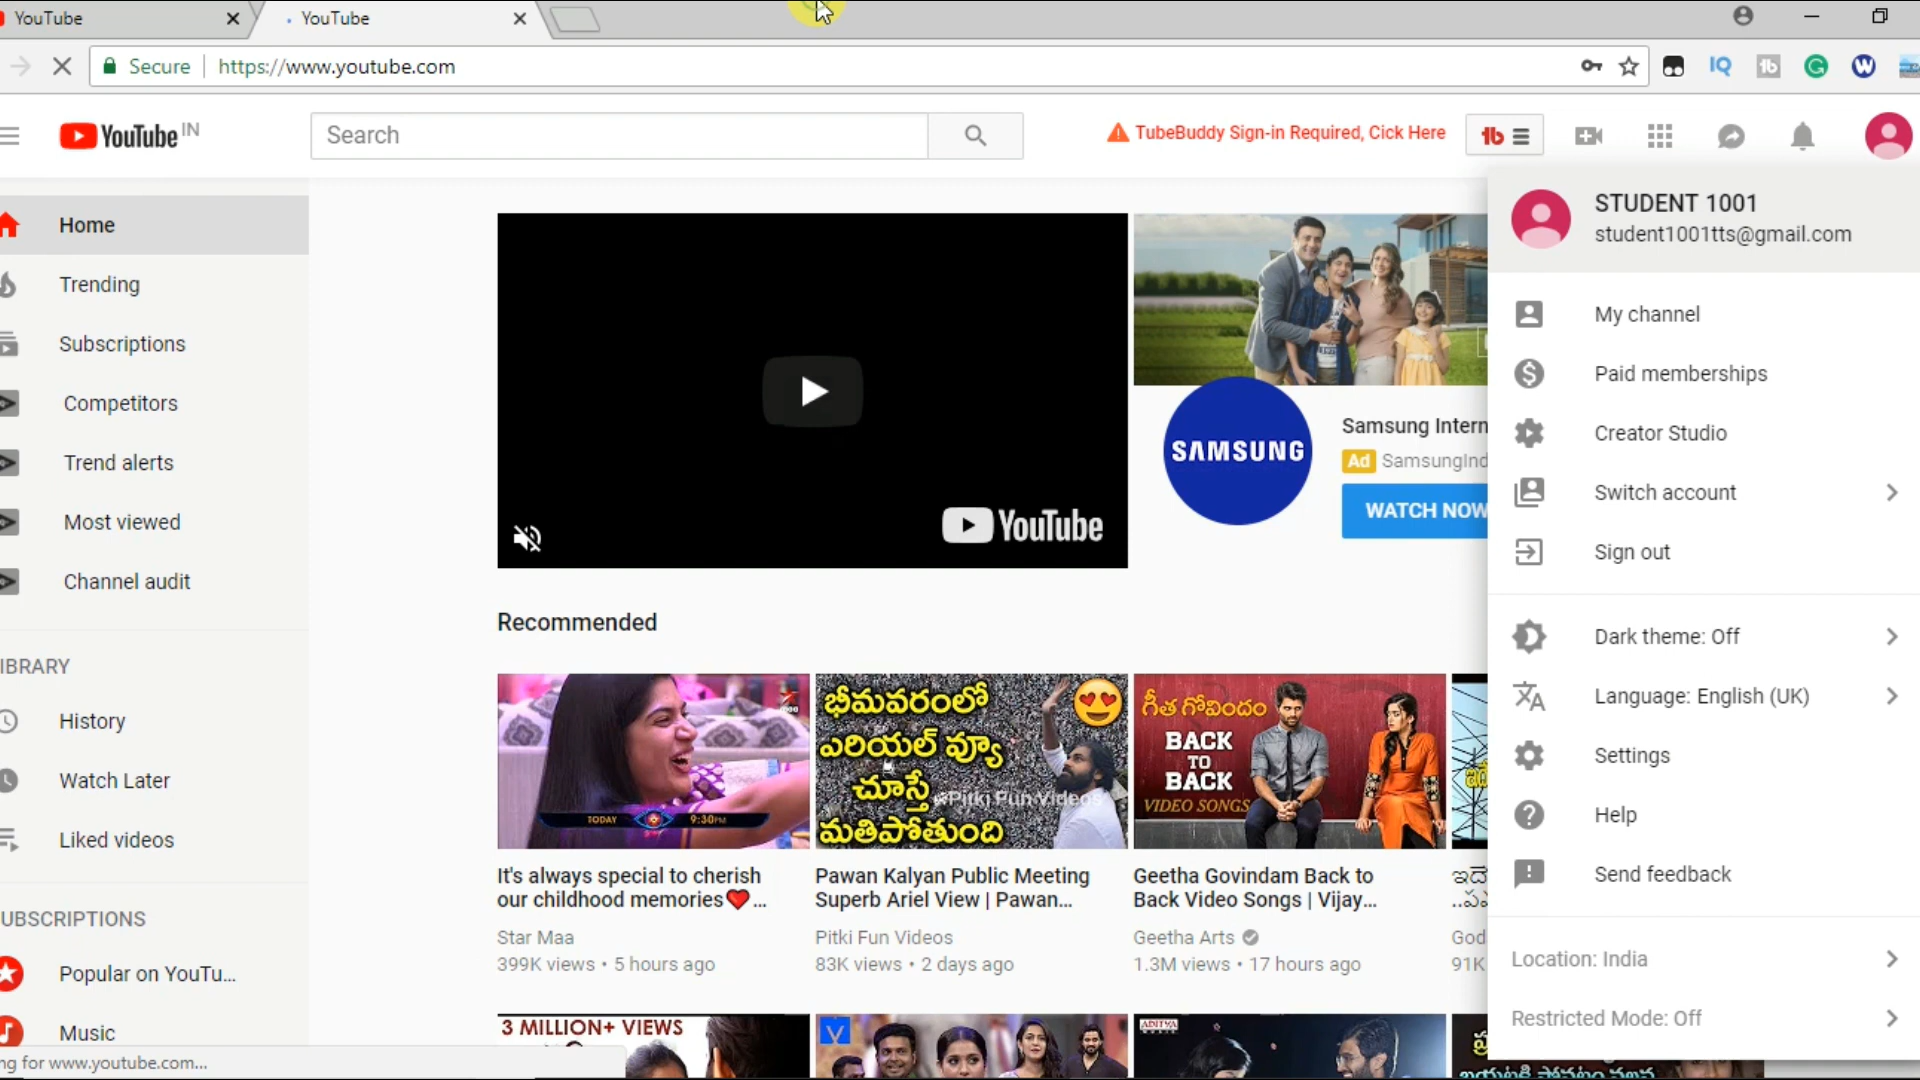 YouTube
YouTube
Secure
https://www.youtube.com
IQ
YouTube IN
Search
TubeBuddy Sign-in Required, Cick Here
STUDENT 1001
student1001tts@gmail.com
Home
Trending
Subscriptions
Competitors
Trend alerts
Most viewed
Channel audit
IBRARY
History
Watch Later
Liked videos
UBSCRIPTIONS
Popular on YouTu...
Music
ng for www.youtube.com...
YouTube
SAMSUNG
Samsung Intern
Ad SamsungInd
WATCH NOW
Recommended
TODAY 9:30PM
భీమవరంలో
ఎరియల్ వ్యూ
చూస్తే
Pitki Fun Videos
మతిపోతుంది
గీత గోవిందం
BACK
TO
BACK
VIDEO SONGS
It's always special to cherish
our childhood memories❤️ ...
Star Maa
399K views • 5 hours ago
Pawan Kalyan Public Meeting
Superb Ariel View | Pawan...
Pitki Fun Videos
83K views • 2 days ago
Geetha Govindam Back to
Back Video Songs | Vijay...
Geetha Arts
1.3M views • 17 hours ago
God
91K
3 MILLION+ VIEWS
ADITYA
MUSIC
My channel
Paid memberships
Creator Studio
Switch account
Sign out
Dark theme: Off
Language: English (UK)
Settings
Help
Send feedback
Location: India
Restricted Mode: Off